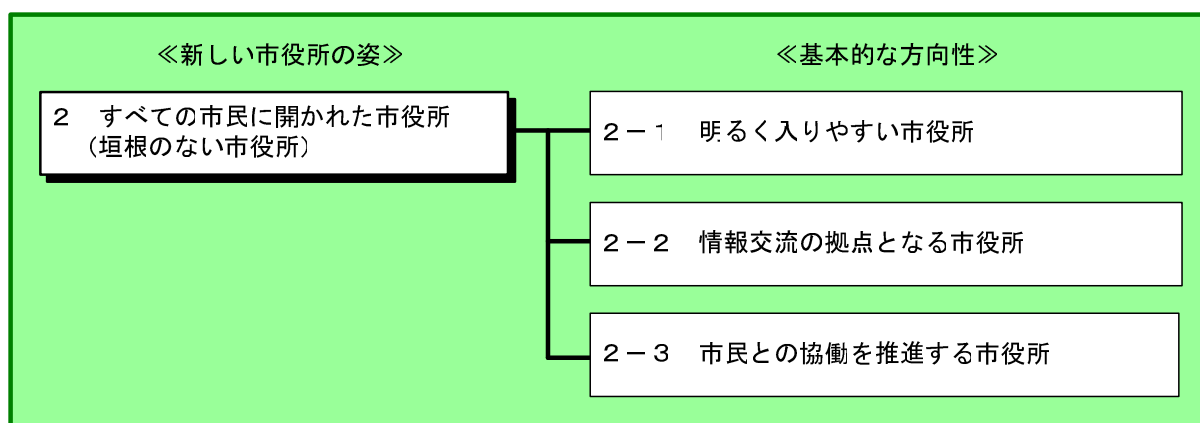 ≪新しい市役所の姿≫
≪基本的な方向性≫
２　すべての市民に開かれた市役所
（垣根のない市役所）
２－１　明るく入りやすい市役所
２－２　情報交流の拠点となる市役所
２－３　市民との協働を推進する市役所